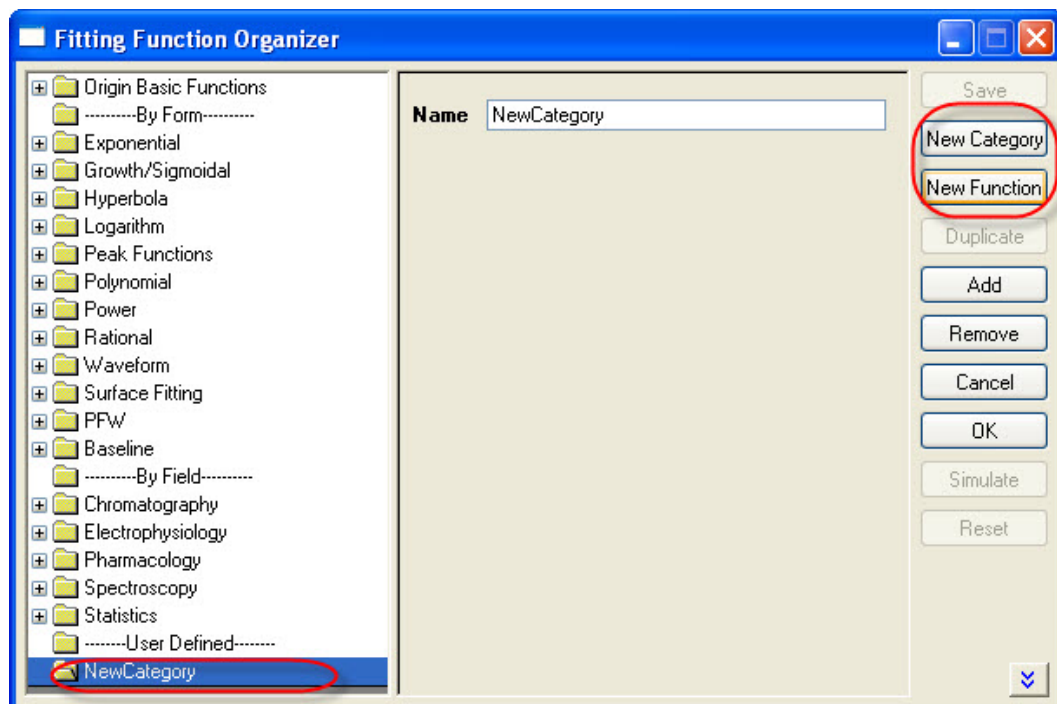 Fitting Function Organizer
Origin Basic Functions
----------By Form----------
Exponential
Growth/Sigmoidal
Hyperbola
Logarithm
Peak Functions
Polynomial
Power
Rational
Waveform
Surface Fitting
PFW
Baseline
----------By Field----------
Chromatography
Electrophysiology
Pharmacology
Spectroscopy
Statistics
--------User Defined--------
NewCategory
Name NewCategory
Save
New Category
New Function
Duplicate
Add
Remove
Cancel
OK
Simulate
Reset